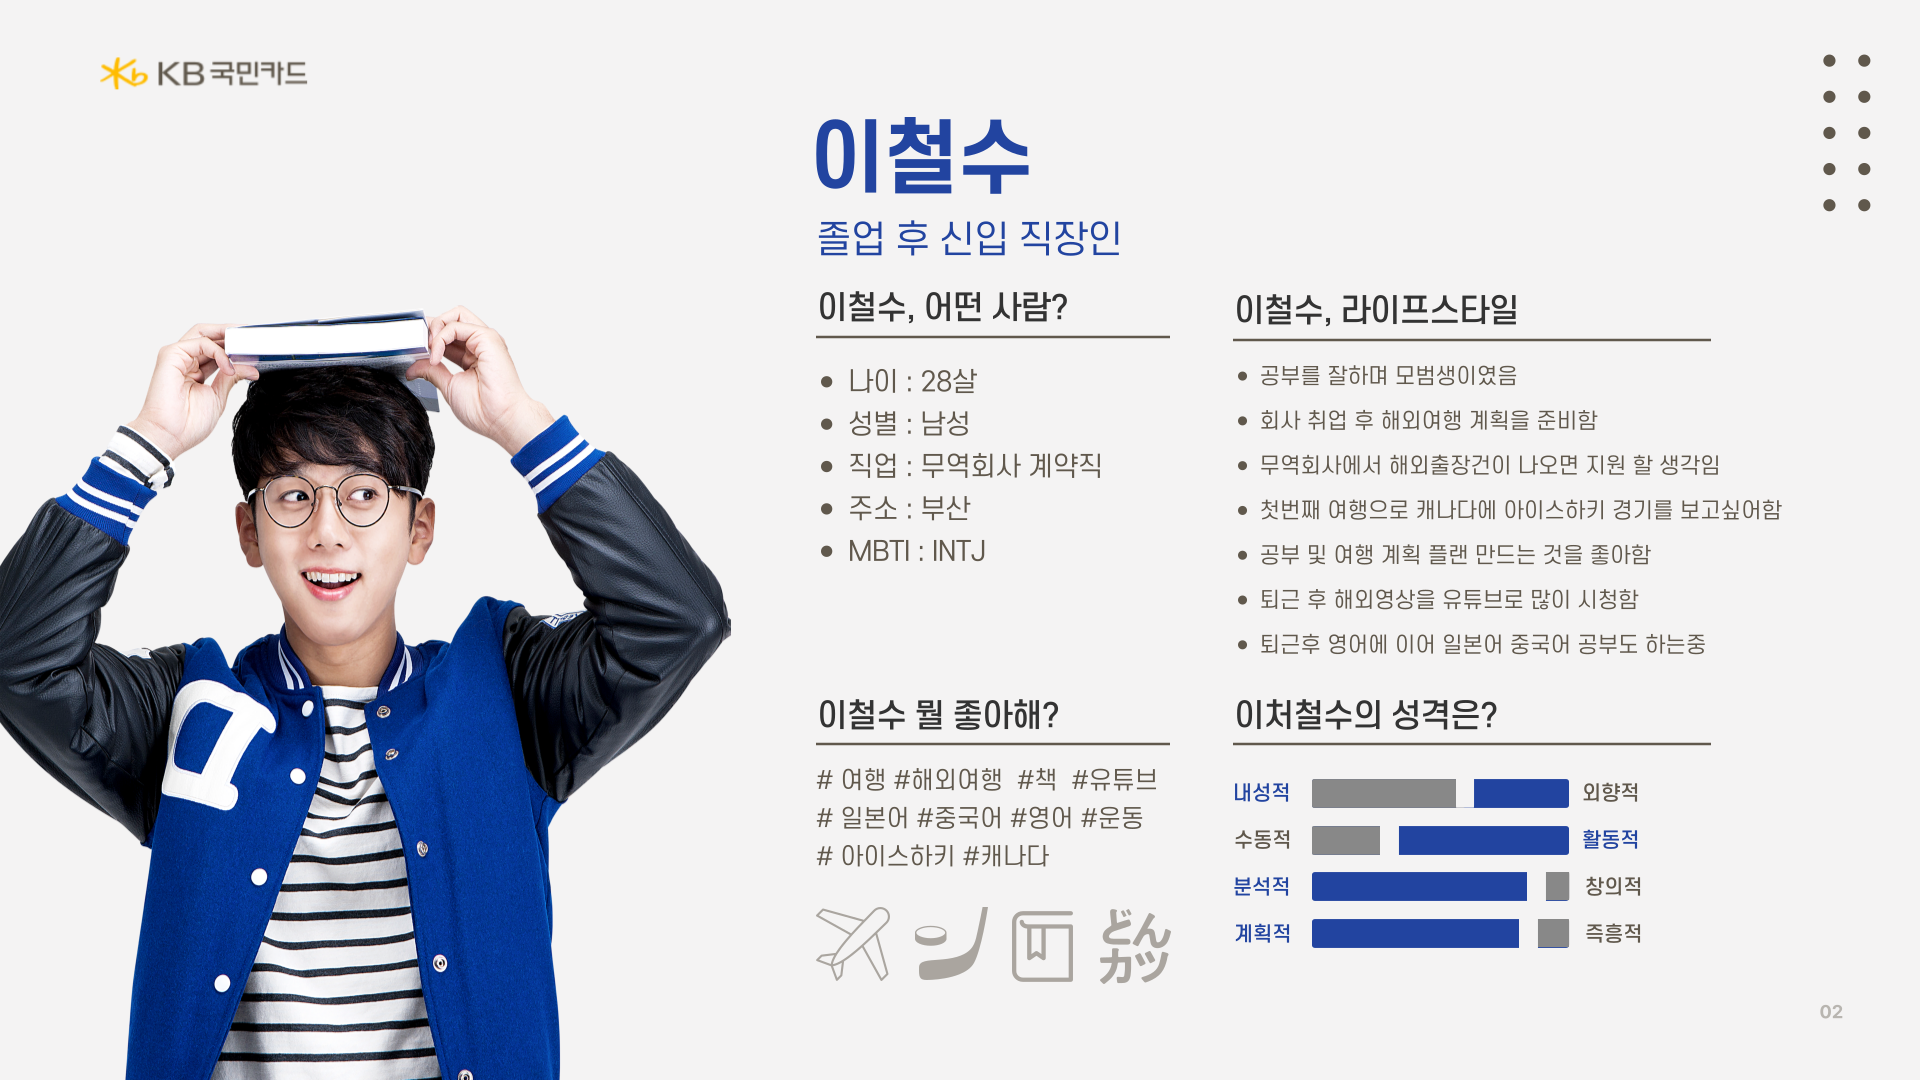 KB국민카드
이철수
졸업 후 신입 직장인
이철수, 어떤 사람?
나이 : 28살
성별 : 남성
직업 : 무역회사 계약직
주소 : 부산
MBTI : INTJ
이철수, 라이프스타일
공부를 잘하며 모범생이였음
회사 취업 후 해외여행 계획을 준비함
무역회사에서 해외출장건이 나오면 지원 할 생각임
첫번째 여행으로 캐나다에 아이스하키 경기를 보고싶어함
공부 및 여행 계획 플랜 만드는 것을 좋아함
퇴근 후 해외영상을 유튜브로 많이 시청함
퇴근후 영어에 이어 일본어 중국어 공부도 하는중
이철수 뭘 좋아해?
# 여행 #해외여행 #책 #유튜브
# 일본어 #중국어 #영어 #운동
# 아이스하키 #캐나다
どん
カツ
이처철수의 성격은?
내성적 외향적
수동적 활동적
분석적 창의적
계획적 즉흥적
02